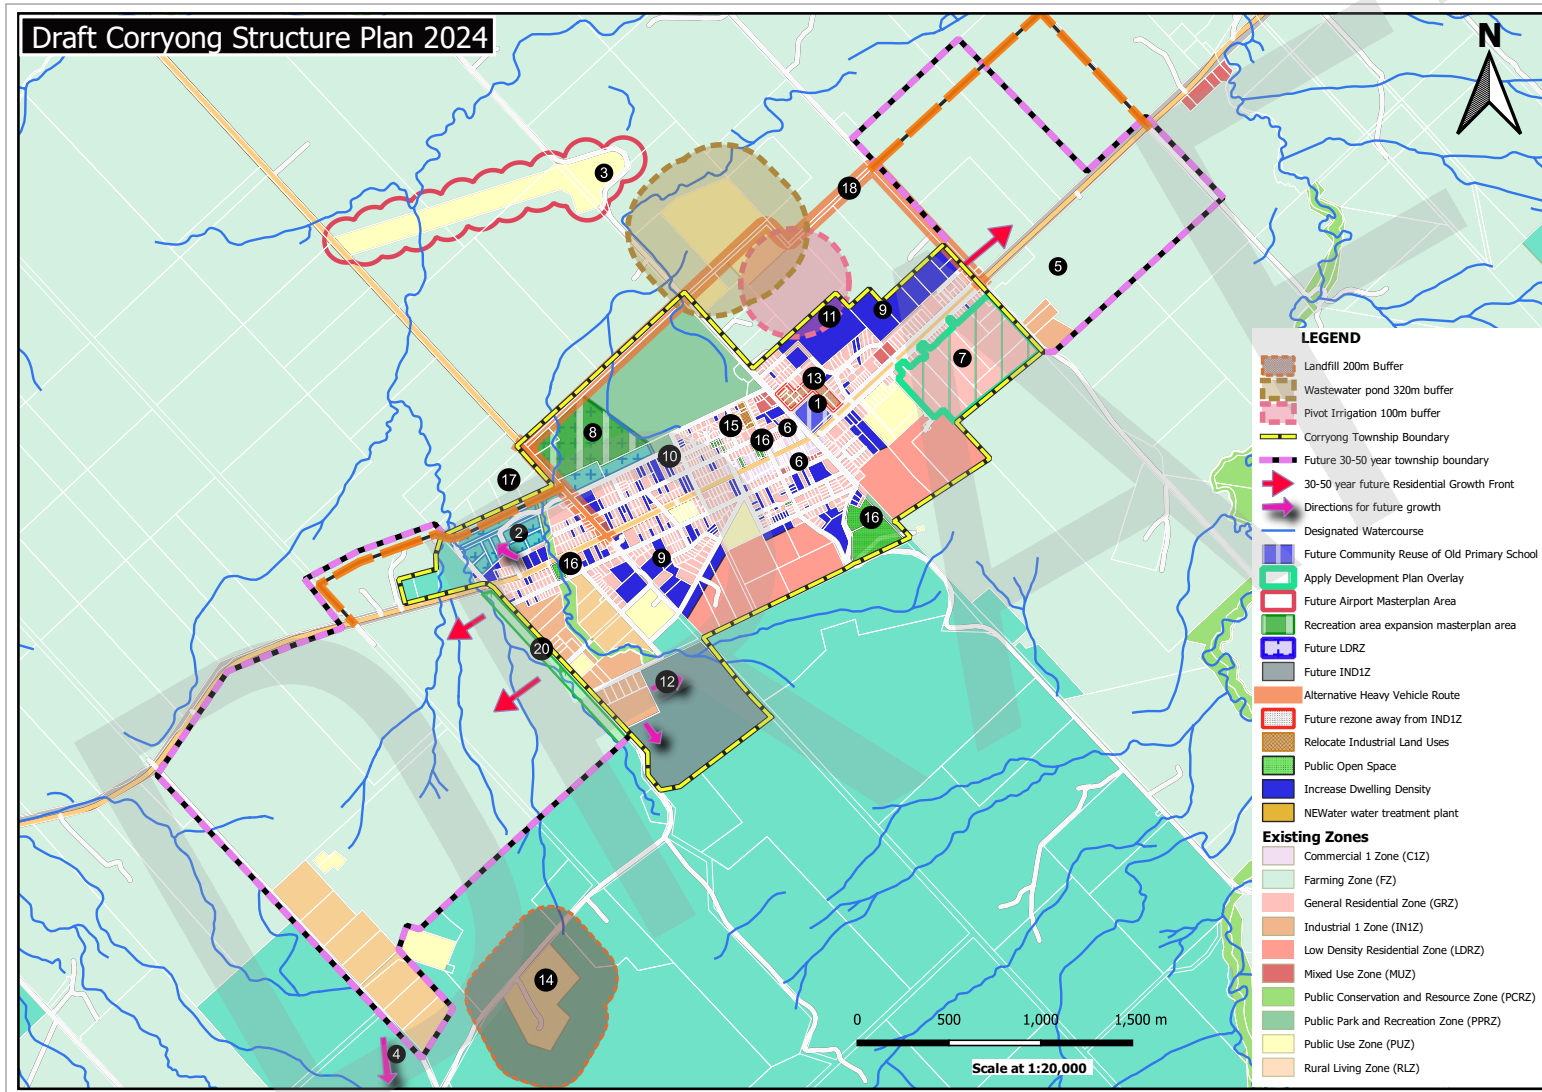 Draft Corryong Structure Plan 2024
N
3
18
5
11
9
7
13
1
8
15
6
16
10
6
17
2
16
16
9
20
12
14
4
LEGEND
Landfill 200m Buffer
Wastewater pond 320m buffer
Pivot Irrigation 100m buffer
Corryong Township Boundary
Future 30-50 year township boundary
30-50 year future Residential Growth Front
Directions for future growth
Designated Watercourse
Future Community Reuse of Old Primary School
Apply Development Plan Overlay
Future Airport Masterplan Area
Recreation area expansion masterplan area
Future LDRZ
Future IND1Z
Alternative Heavy Vehicle Route
Future rezone away from IND1Z
Relocate Industrial Land Uses
Public Open Space
Increase Dwelling Density
NEWater water treatment plant
Existing Zones
Commercial 1 Zone (C1Z)
Farming Zone (FZ)
General Residential Zone (GRZ)
Industrial 1 Zone (IN1Z)
Low Density Residential Zone (LDRZ)
Mixed Use Zone (MUZ)
Public Conservation and Resource Zone (PCRZ)
Public Park and Recreation Zone (PPRZ)
Public Use Zone (PUZ)
Rural Living Zone (RLZ)
0 500 1,000 1,500 m
Scale at 1:20,000
DRAFT